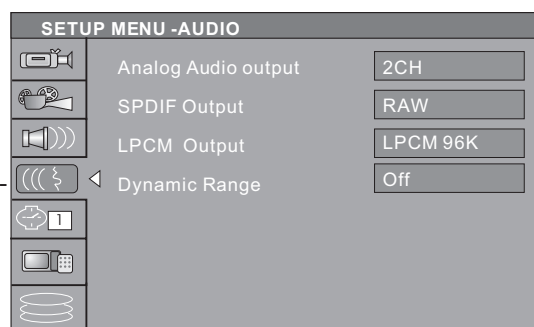 SETUP MENU -AUDIO
Analog Audio output 2CH
SPDIF Output RAW
LPCM Output LPCM 96K
Dynamic Range Off
1